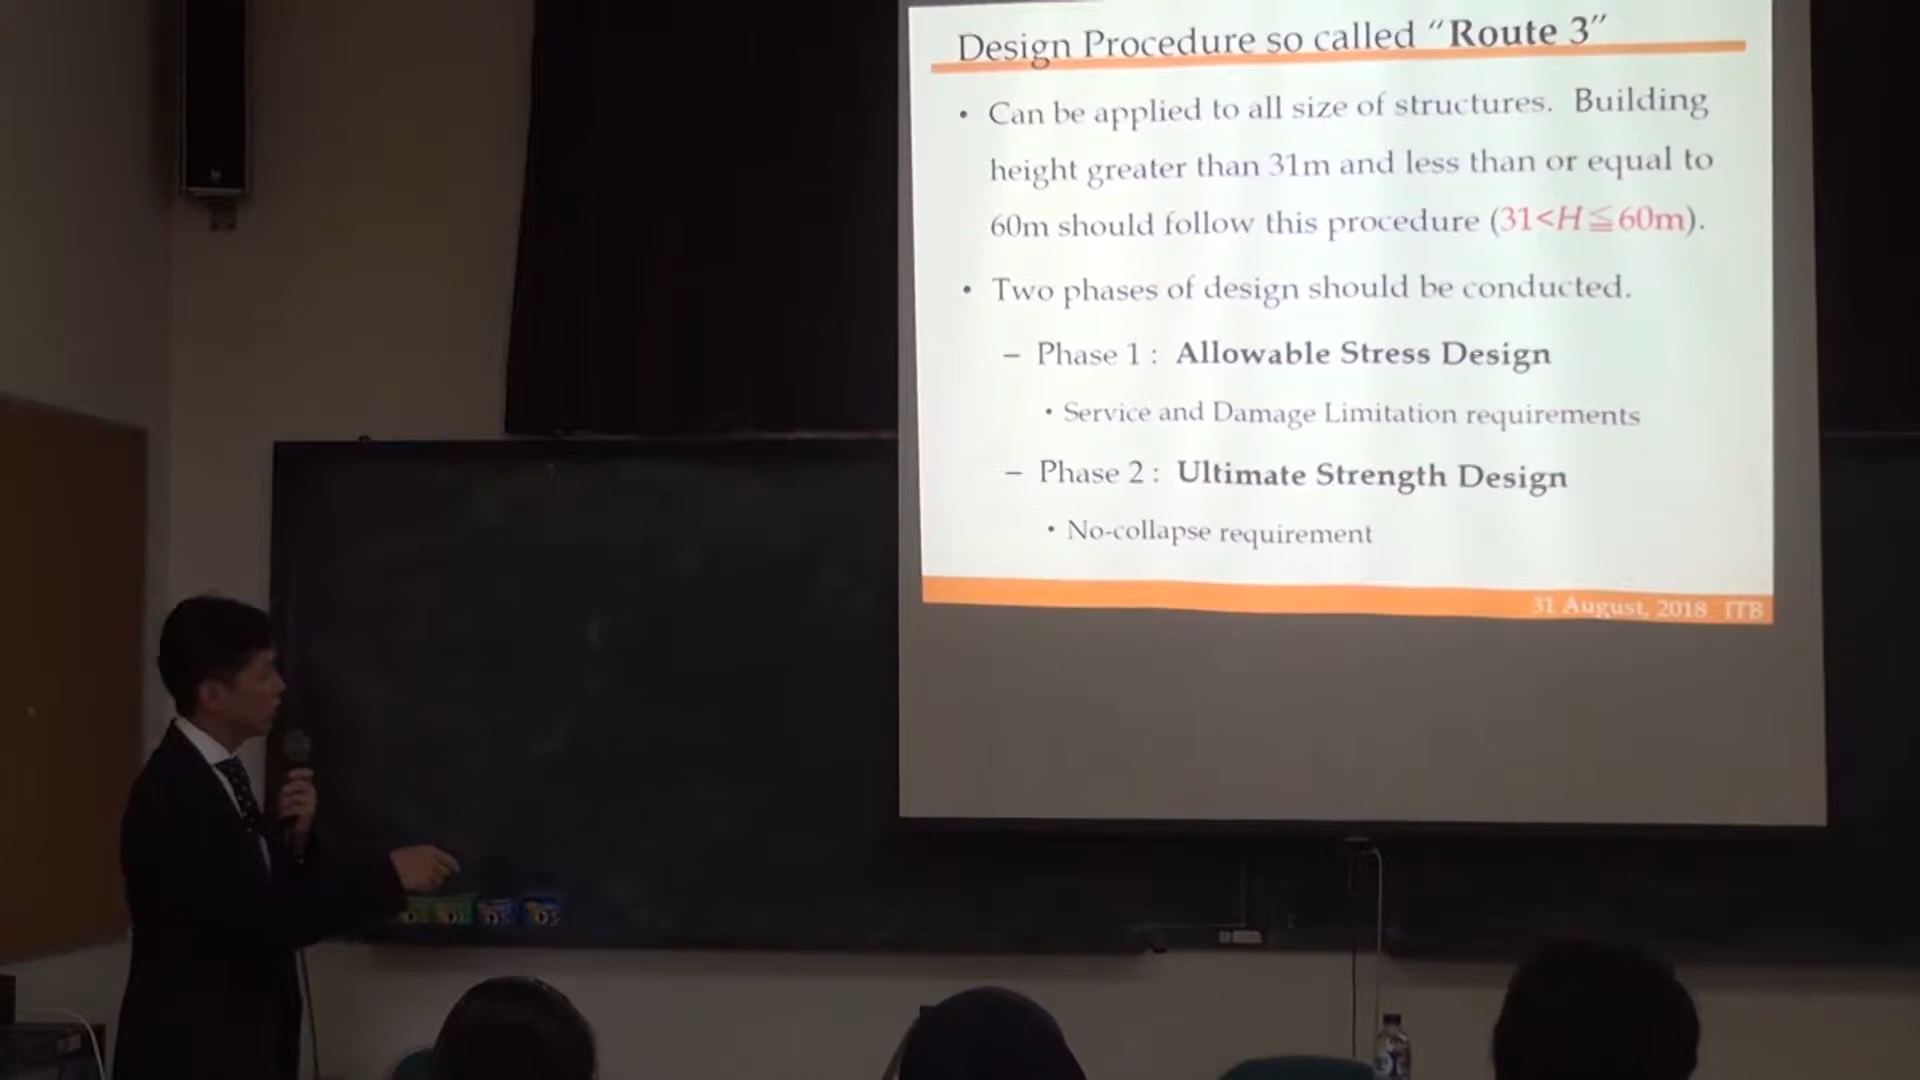 Design Procedure so called “Route 3”
• Can be applied to all size of structures. Building
height greater than 31m and less than or equal to
60m should follow this procedure (31<H≦60m).
• Two phases of design should be conducted.
– Phase 1 : Allowable Stress Design
• Service and Damage Limitation requirements
– Phase 2 : Ultimate Strength Design
• No-collapse requirement
31 August, 2018 ITB